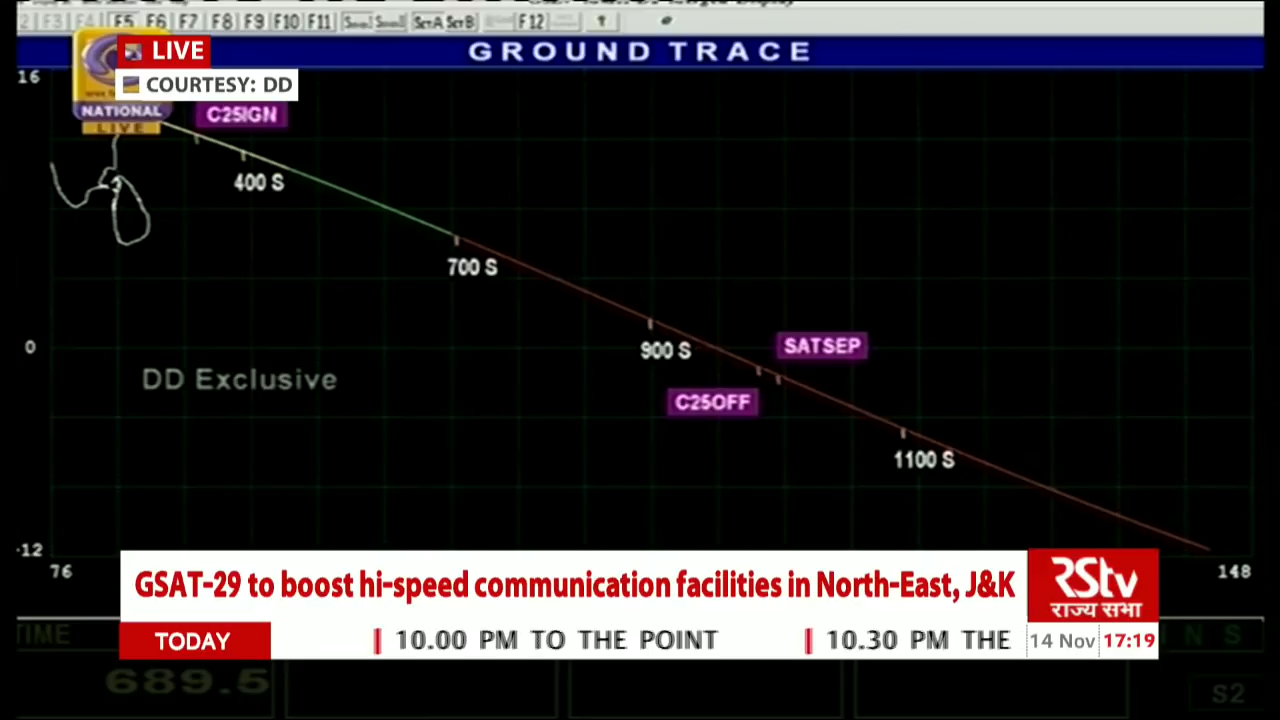 F5 F6 F7 F8 F9 F10 F11 SetA SetB F12
GROUND TRACE
LIVE
COURTESY: DD
NATIONAL
LIVE
16
C25IGN
400 S
700 S
0
900 S
SATSEP
DD Exclusive
C25OFF
1100 S
-12
76
148
GSAT-29 to boost hi-speed communication facilities in North-East, J&K
RStv
राज्य सभा
TIME
TODAY
10.00 PM TO THE POINT
10.30 PM THE
14 Nov 17:19
N S
689.5
S2